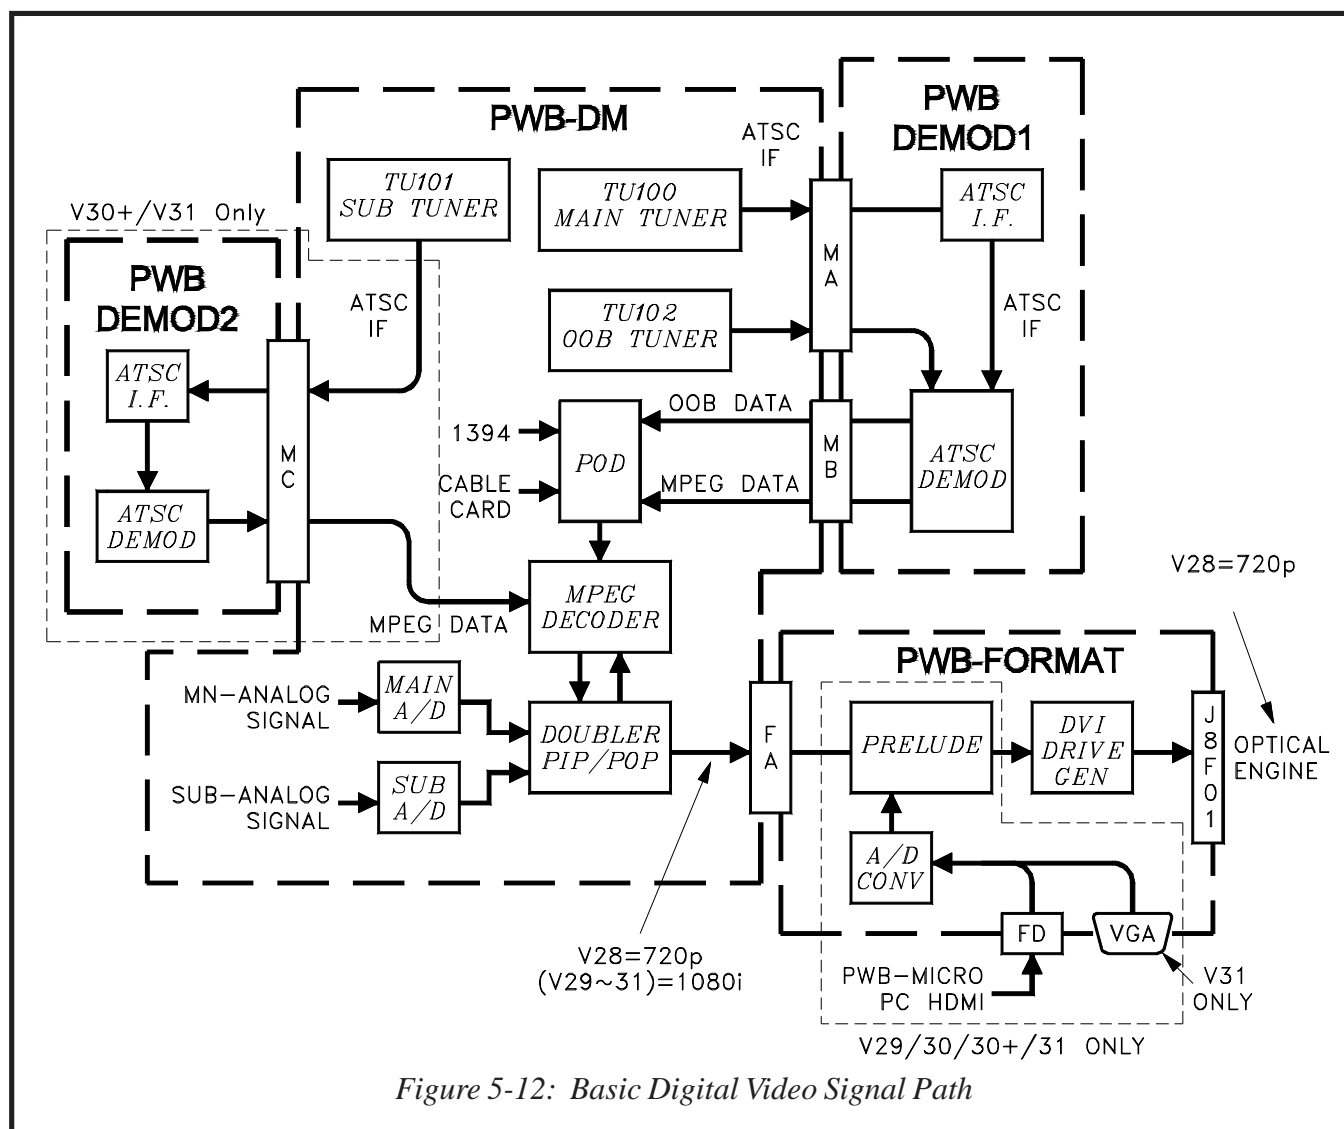 PWB-DM
PWB
DEMOD1
ATSC
IF
TU101
SUB TUNER
TU100
MAIN TUNER
ATSC
I.F.
V30+/V31 Only
M
A
PWB
DEMOD2
ATSC
IF
TU102
OOB TUNER
ATSC
IF
ATSC
I.F.
M
C
OOB DATA
1394
POD
M
B
ATSC
DEMOD
CABLE
CARD
MPEG DATA
ATSC
DEMOD
V28=720p
MPEG
DECODER
MPEG DATA
PWB-FORMAT
MN-ANALOG
SIGNAL
MAIN
A/D
DOUBLER
PIP/POP
F
A
PRELUDE
DVI
DRIVE
GEN
J
8
F
0
1
OPTICAL
ENGINE
SUB-ANALOG
SIGNAL
SUB
A/D
A/D
CONV
FD
VGA
V28=720p
(V29~31)=1080i
PWB-MICRO
PC HDMI
V31
ONLY
V29/30/30+/31 ONLY
Figure 5-12: Basic Digital Video Signal Path